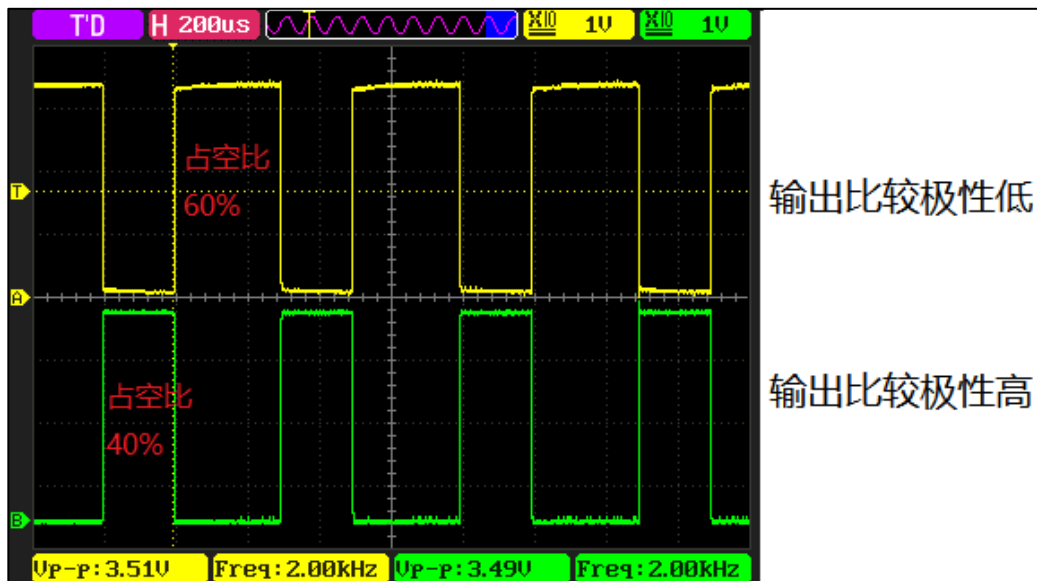 T'D H 200us X10 1V X10 1V
占空比
60%
T
输出比较极性低
A
占空比
40%
输出比较极性高
B
Vp-p:3.51V Freq:2.00kHz Vp-p:3.49V Freq:2.00kHz